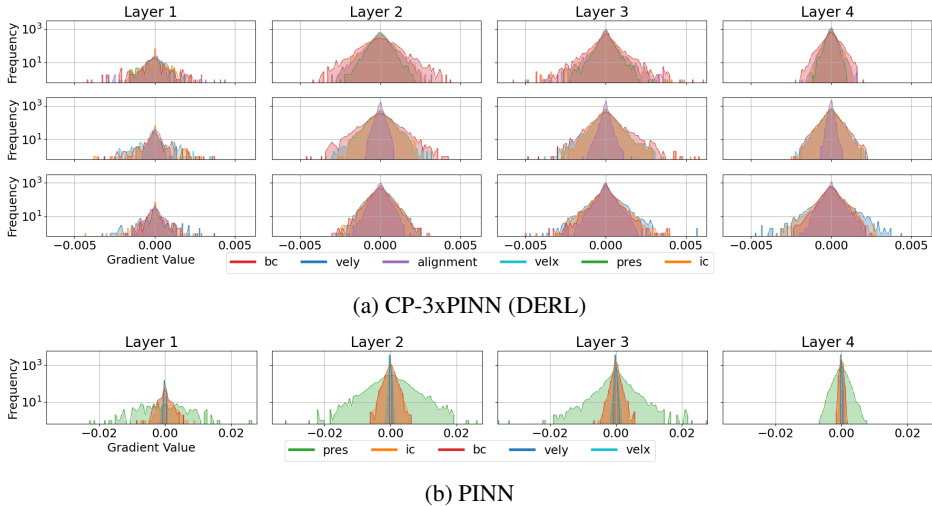 Layer 1 Layer 2 Layer 3 Layer 4
Frequency 10³ 10¹
Frequency 10³ 10¹
Frequency 10³ 10¹
−0.005 0.000 0.005 −0.005 0.000 0.005 −0.005 0.000 0.005 −0.005 0.000 0.005
Gradient Value
bc vely alignment velx pres ic
(a) CP-3xPINN (DERL)
Layer 1 Layer 2 Layer 3 Layer 4
Frequency 10³ 10¹
−0.02 0.00 0.02 −0.02 0.00 0.02 −0.02 0.00 0.02 −0.02 0.00 0.02
Gradient Value
pres ic bc vely velx
(b) PINN